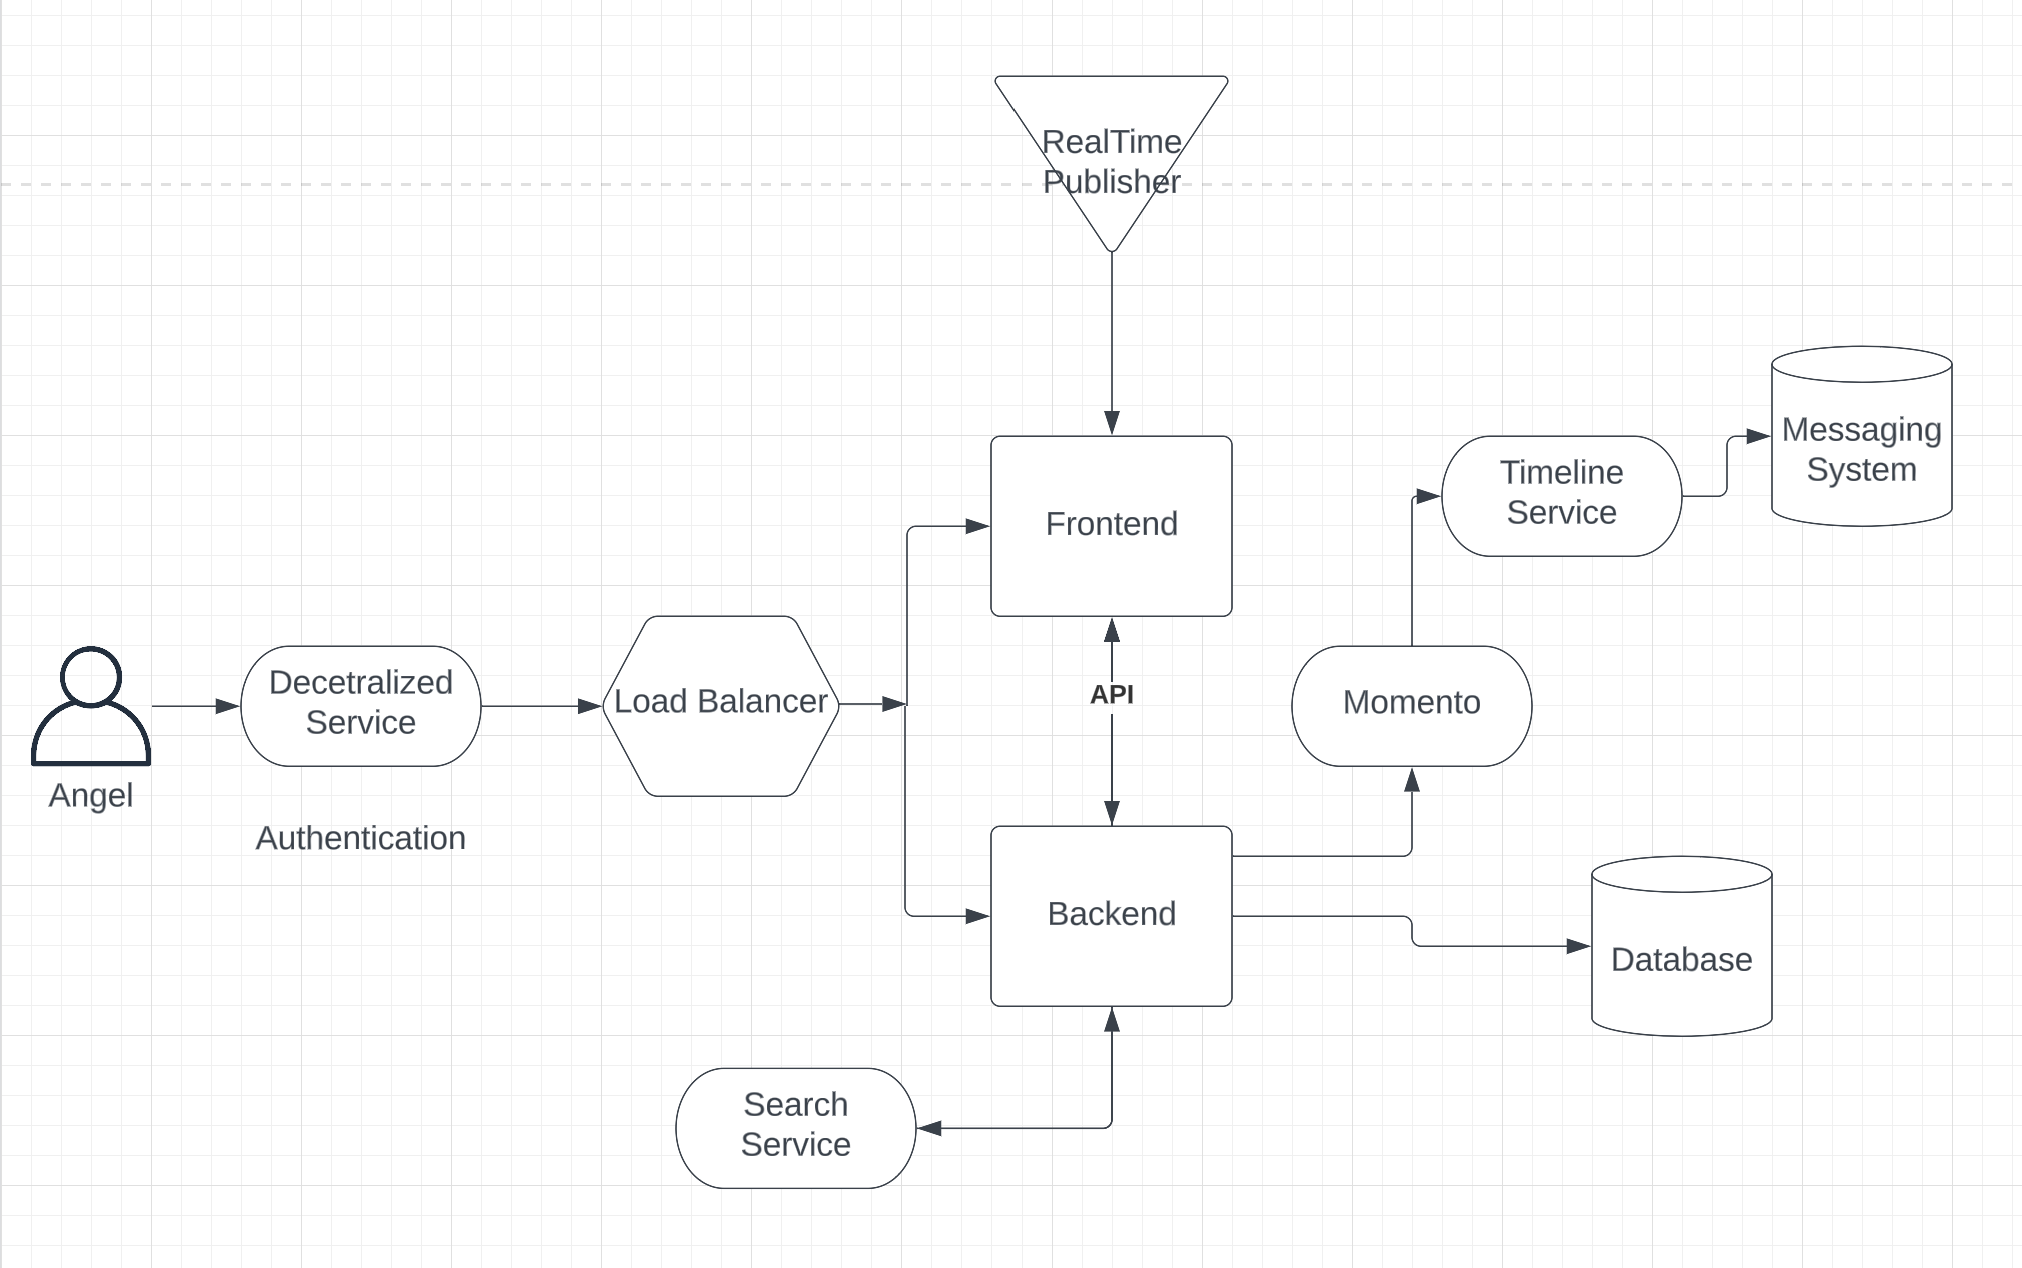 RealTime
Publisher
Messaging
System
Timeline
Service
Frontend
Decetralized
Service
Load Balancer
API
Momento
Angel
Authentication
Backend
Database
Search
Service